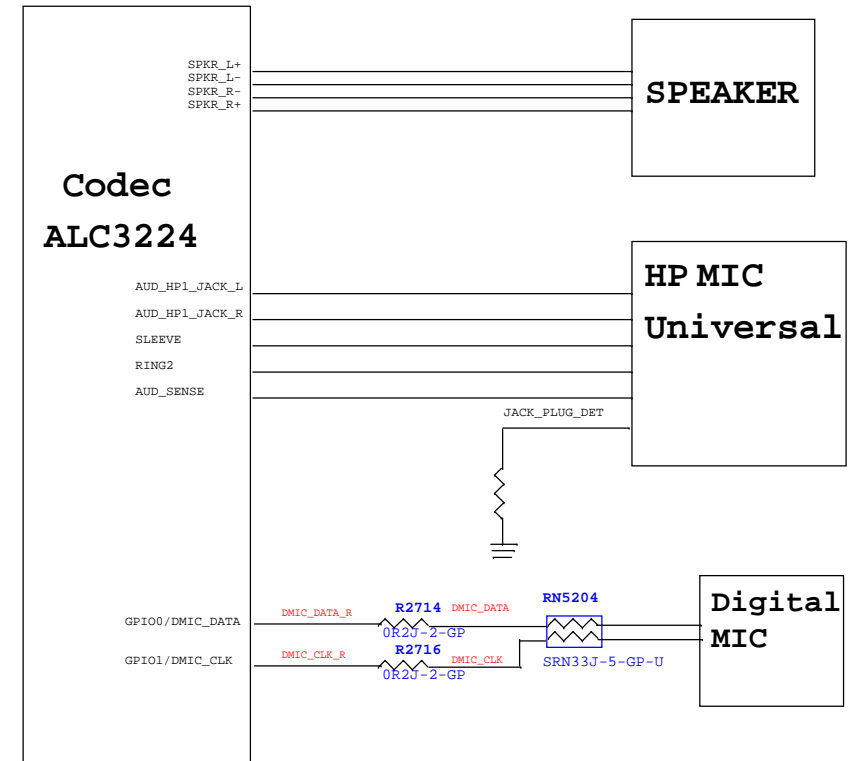 SPKR_L+
SPKR_L-
SPKR_R-
SPKR_R+
SPEAKER
Codec
ALC3224
HP MIC
Universal
AUD_HP1_JACK_L
AUD_HP1_JACK_R
SLEEVE
RING2
AUD_SENSE
JACK_PLUG_DET
GPIO0/DMIC_DATA
DMIC_DATA_R
R2714
0R2J-2-GP
DMIC_DATA
RN5204
SRN33J-5-GP-U
GPIO1/DMIC_CLK
DMIC_CLK_R
R2716
0R2J-2-GP
DMIC_CLK
Digital
MIC